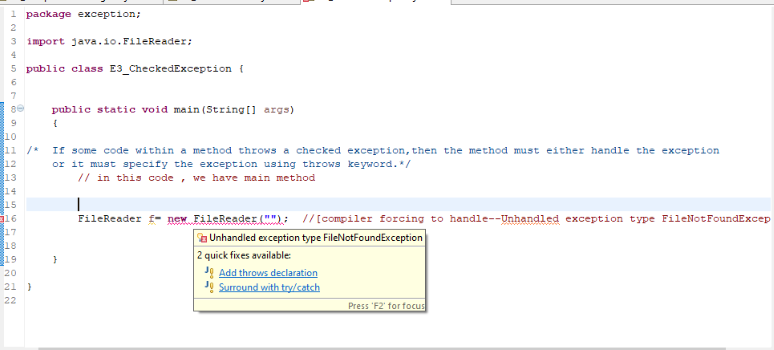 1 package exception;
2
3 import java.io.FileReader;
4
5 public class E3_CheckedException {
6
7
8 public static void main(String[] args)
9 {
10
11 /* If some code within a method throws a checked exception,then the method must either handle the exception
12 or it must specify the exception using throws keyword.*/
13 // in this code , we have main method
14
15
16 FileReader f= new FileReader(""); //[compiler forcing to handle--Unhandled exception type FileNotFoundExcep
17
Unhandled exception type FileNotFoundException
18
2 quick fixes available:
19 }
20 Add throws declaration
21 } Surround with try/catch
22
Press 'F2' for focus